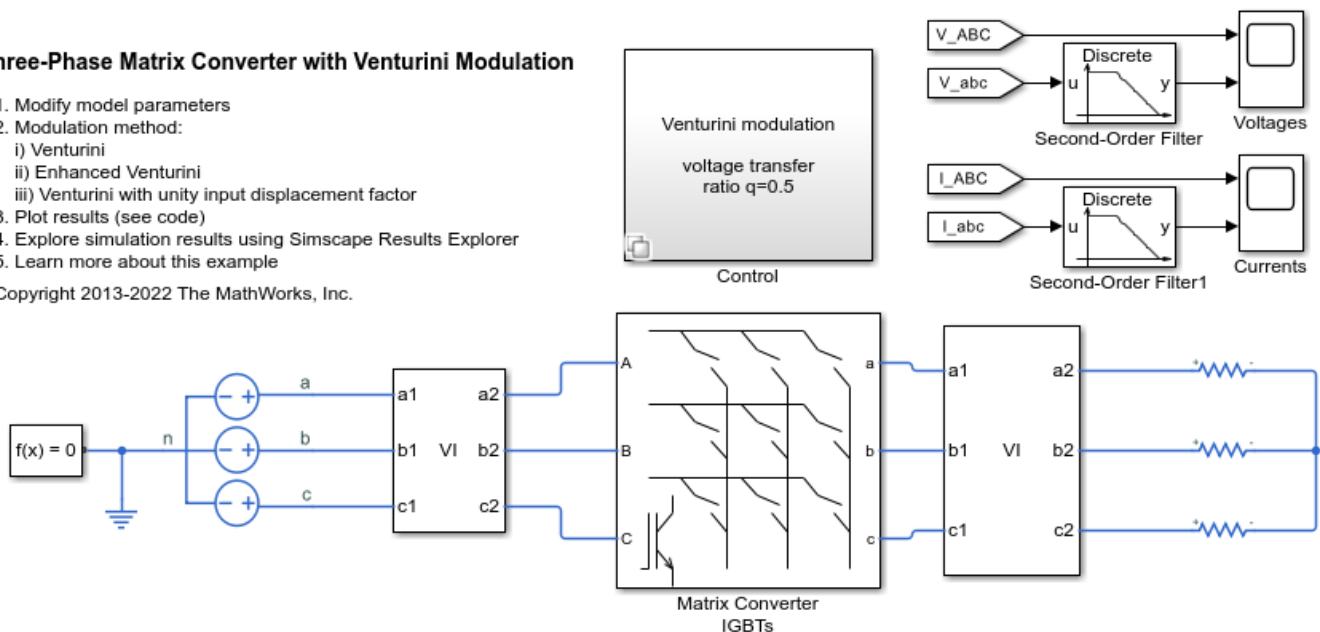 hree-Phase Matrix Converter with Venturini Modulation
1. Modify model parameters
2. Modulation method:
i) Venturini
ii) Enhanced Venturini
iii) Venturini with unity input displacement factor
3. Plot results (see code)
4. Explore simulation results using Simscape Results Explorer
5. Learn more about this example
Copyright 2013-2022 The MathWorks, Inc.
Venturini modulation
voltage transfer
ratio q=0.5
Control
V_ABC
V_abc
Discrete
u
y
Second-Order Filter
Voltages
I_ABC
I_abc
Discrete
u
y
Second-Order Filter1
Currents
f(x) = 0
n
a
b
c
- +
- +
- +
a1
b1
c1
VI
a2
b2
c2
A
B
C
a
b
c
Matrix Converter
IGBTs
a1
b1
c1
VI
a2
b2
c2
+ -
+ -
+ -